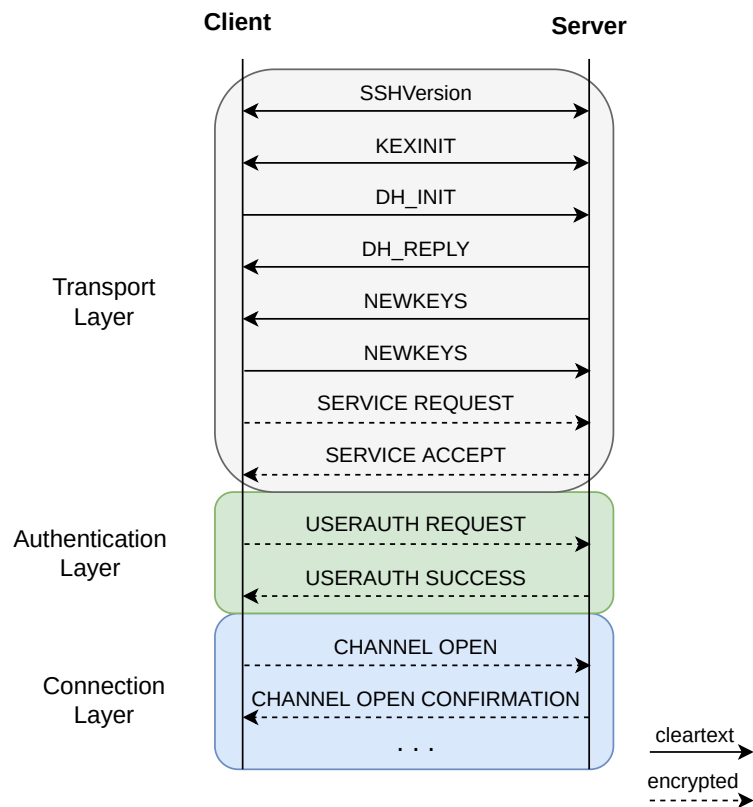 Client
Server
SSHVersion
KEXINIT
DH_INIT
DH_REPLY
Transport
Layer
NEWKEYS
NEWKEYS
SERVICE REQUEST
SERVICE ACCEPT
Authentication
Layer
USERAUTH REQUEST
USERAUTH SUCCESS
Connection
Layer
CHANNEL OPEN
CHANNEL OPEN CONFIRMATION
. . .
cleartext
encrypted